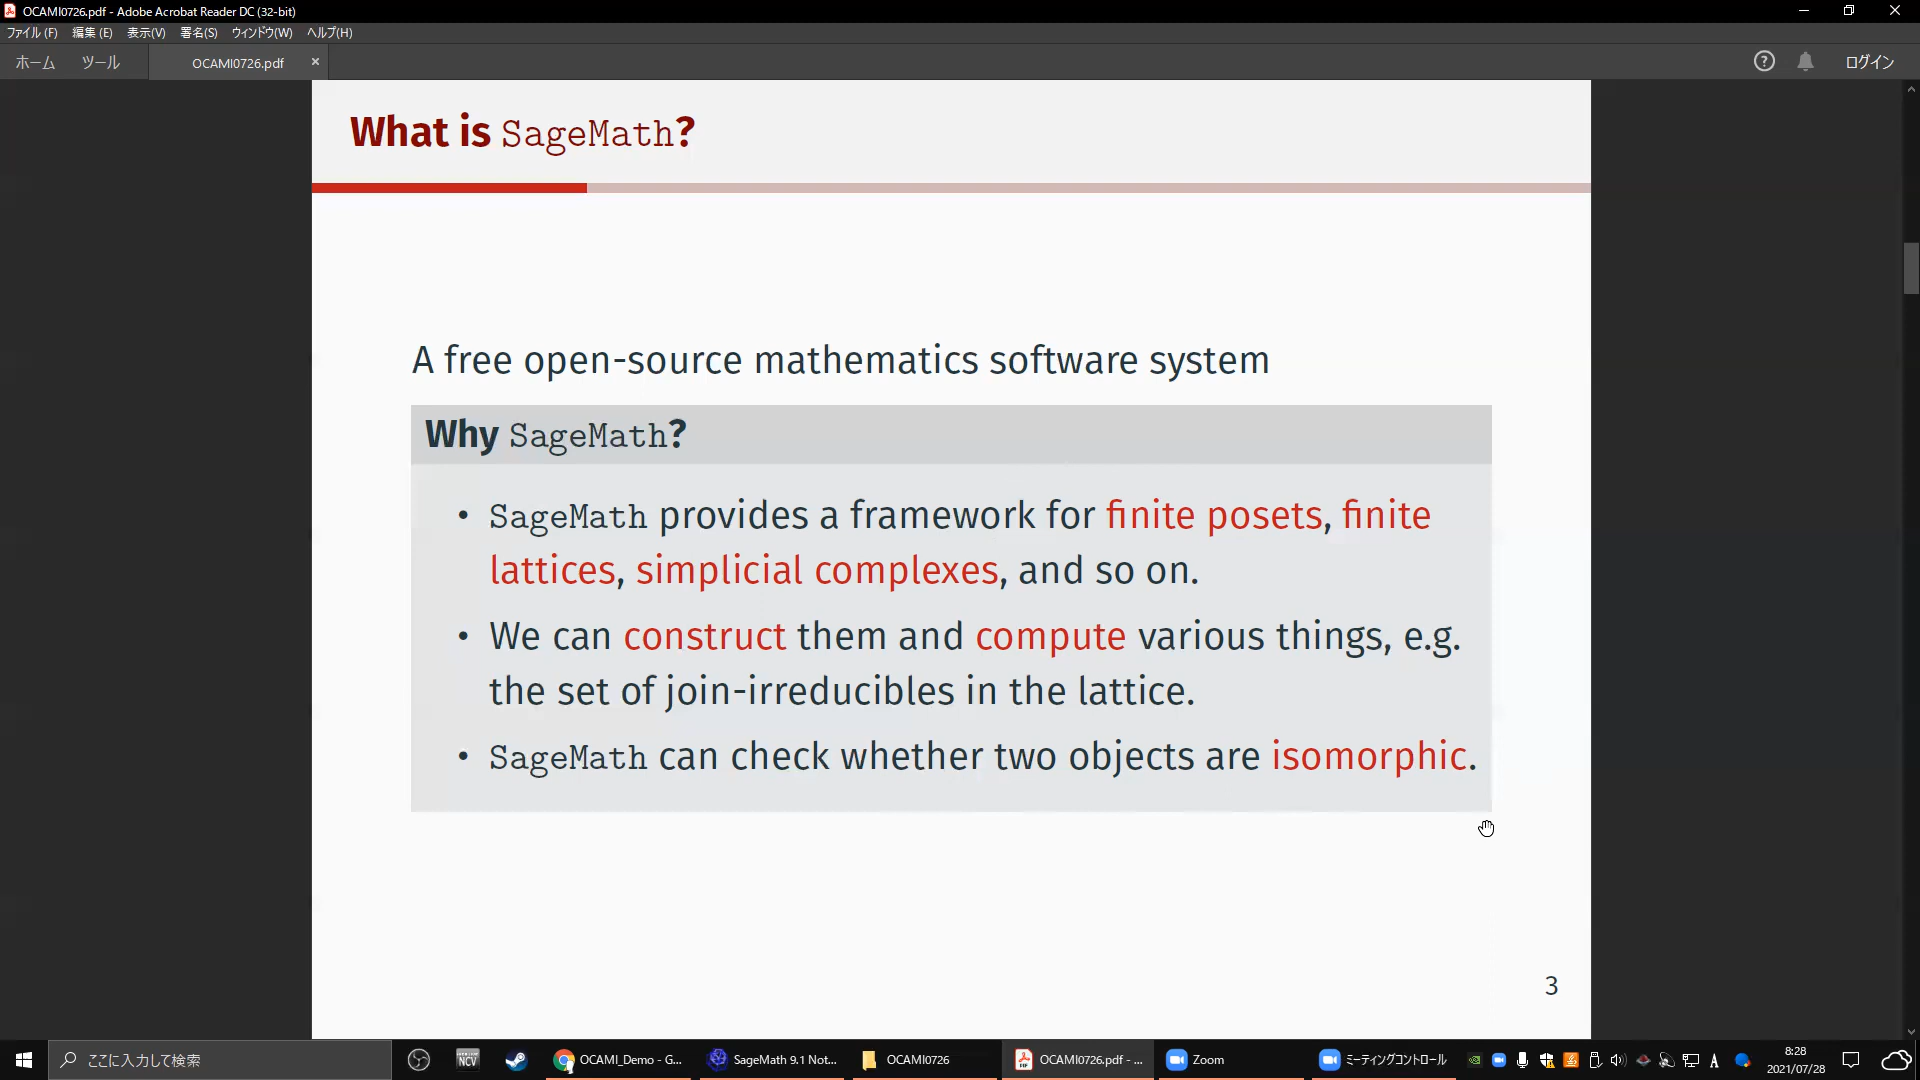 OCAMI0726.pdf - Adobe Acrobat Reader DC (32-bit)
ファイル(F) 編集(E) 表示(V) 署名(S) ウィンドウ(W) ヘルプ(H)
ホーム ツール OCAMI0726.pdf × ログイン
What is SageMath?
A free open-source mathematics software system
Why SageMath?
• SageMath provides a framework for finite posets, finite
lattices, simplicial complexes, and so on.
• We can construct them and compute various things, e.g.
the set of join-irreducibles in the lattice.
• SageMath can check whether two objects are isomorphic.
3
ここに入力して検索 NCV OCAMI_Demo - G... SageMath 9.1 Not... OCAMI0726 OCAMI0726.pdf - ... Zoom ミーティングコントロール A 8:28
2021/07/28